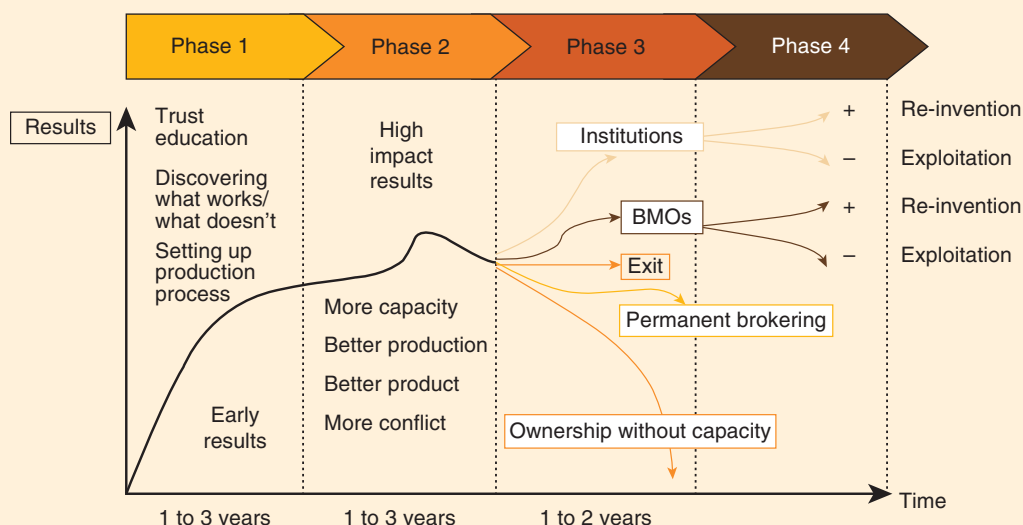 Phase 1
Phase 2
Phase 3
Phase 4
Results
Trust
education
Discovering
what works/
what doesn't
Setting up
production
process
Early
results
High
impact
results
More capacity
Better production
Better product
More conflict
Institutions
BMOs
Exit
Permanent brokering
Ownership without capacity
+
Re-invention
–
Exploitation
+
Re-invention
–
Exploitation
Time
1 to 3 years
1 to 3 years
1 to 2 years